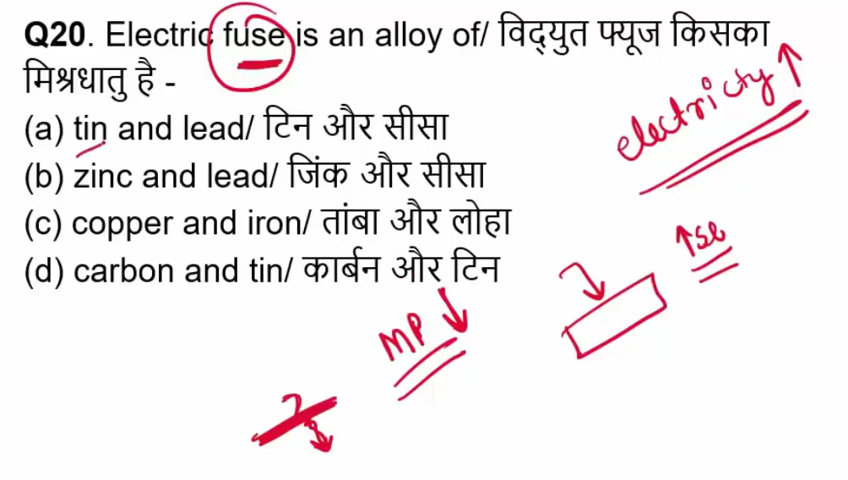 Q20. Electric fuse is an alloy of/ विद्युत फ्यूज किसका
मिश्रधातु है -
(a) tin and lead/ टिन और सीसा
(b) zinc and lead/ जिंक और सीसा
(c) copper and iron/ तांबा और लोहा
(d) carbon and tin/ कार्बन और टिन
electricity ↑
MP ↓